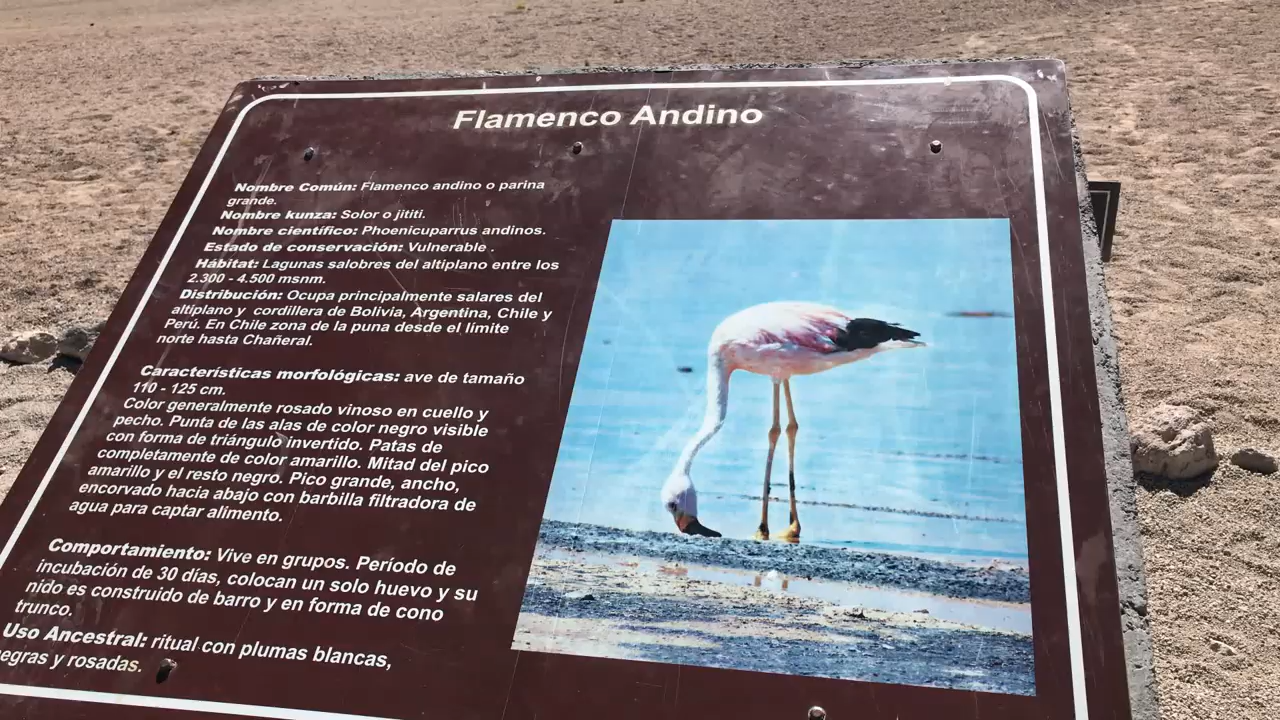 Flamenco Andino
Nombre Común: Flamenco andino o parina
grande.
Nombre kunza: Solor o jititi.
Nombre científico: Phoenicuparrus andinos.
Estado de conservación: Vulnerable .
Hábitat: Lagunas salobres del altiplano entre los
2.300 - 4.500 msnm.
Distribución: Ocupa principalmente salares del
altiplano y cordillera de Bolivia, Argentina, Chile y
Perú. En Chile zona de la puna desde el límite
norte hasta Chañeral.
Características morfológicas: ave de tamaño
110 - 125 cm.
Color generalmente rosado vinoso en cuello y
pecho. Punta de las alas de color negro visible
con forma de triángulo invertido. Patas de
completamente de color amarillo. Mitad del pico
amarillo y el resto negro. Pico grande, ancho,
encorvado hacia abajo con barbilla filtradora de
agua para captar alimento.
Comportamiento: Vive en grupos. Período de
incubación de 30 días, colocan un solo huevo y su
nido es construido de barro y en forma de cono
trunco.
Uso Ancestral: ritual con plumas blancas,
egras y rosadas.